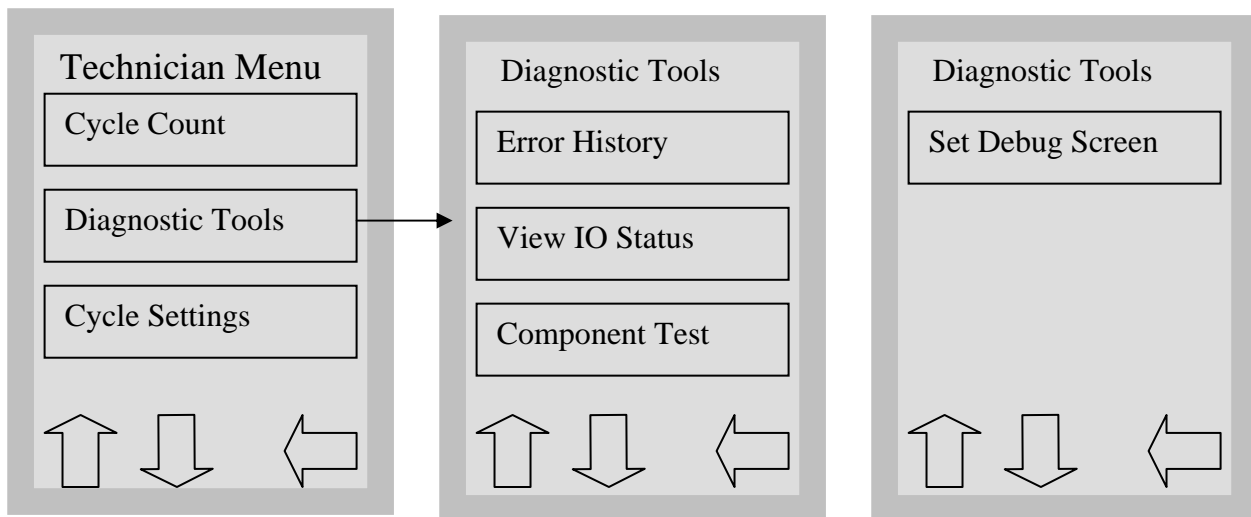 Technician Menu
Cycle Count
Diagnostic Tools
Cycle Settings
Diagnostic Tools
Error History
View IO Status
Component Test
Diagnostic Tools
Set Debug Screen